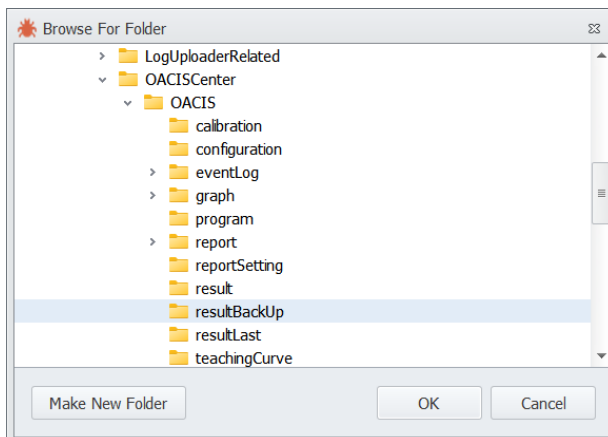 Browse For Folder
LogUploaderRelated
OACISCenter
OACIS
calibration
configuration
eventLog
graph
program
report
reportSetting
result
resultBackUp
resultLast
teachingCurve
Make New Folder
OK
Cancel